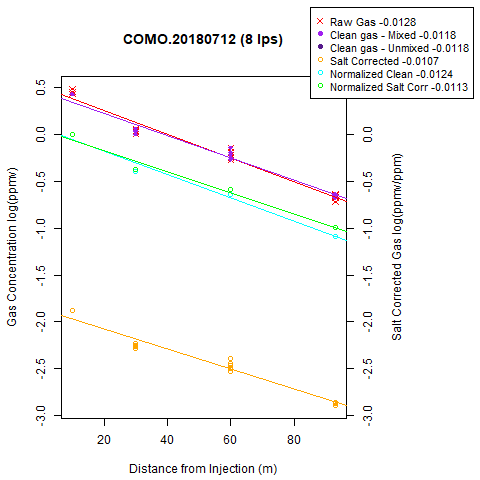 COMO.20180712 (8 lps)
Raw Gas -0.0128
Clean gas - Mixed -0.0118
Clean gas - Unmixed -0.0118
Salt Corrected -0.0107
Normalized Clean -0.0124
Normalized Salt Corr -0.0113
Gas Concentration log(ppmv)
0.5
0.0
-0.5
-1.0
-1.5
-2.0
-2.5
-3.0
0.5
0.0
-0.5
-1.0
-1.5
-2.0
-2.5
-3.0
Salt Corrected Gas log(ppmv/ppm)
20 40 60 80
Distance from Injection (m)